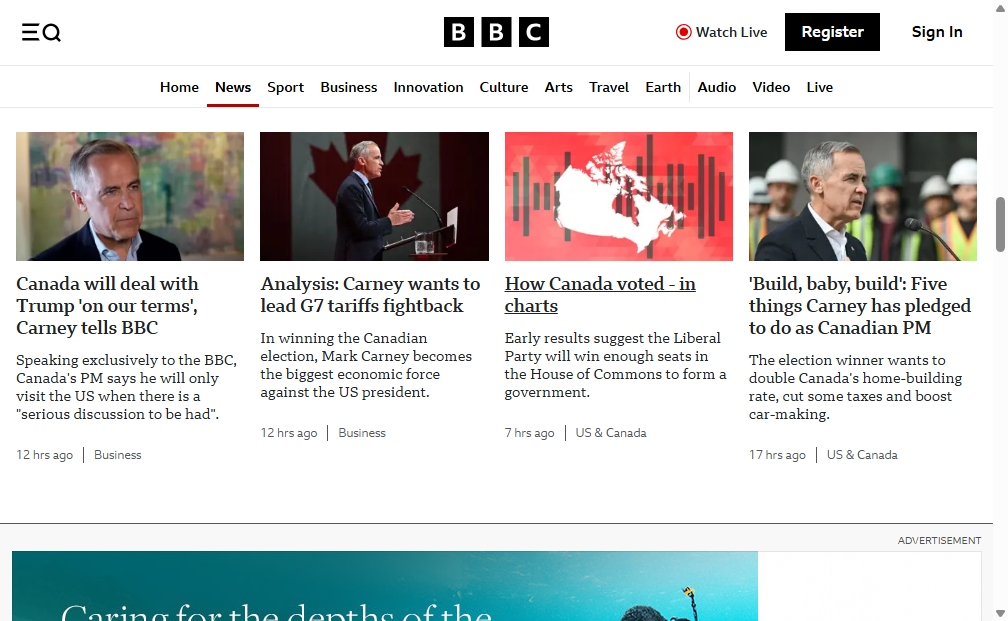 BBC
Watch Live
Register
Sign In
Home
News
Sport
Business
Innovation
Culture
Arts
Travel
Earth
Audio
Video
Live
Canada will deal with
Trump 'on our terms',
Carney tells BBC
Speaking exclusively to the BBC,
Canada's PM says he will only
visit the US when there is a
"serious discussion to be had".
12 hrs ago
Business
Analysis: Carney wants to
lead G7 tariffs fightback
In winning the Canadian
election, Mark Carney becomes
the biggest economic force
against the US president.
12 hrs ago
Business
How Canada voted - in
charts
Early results suggest the Liberal
Party will win enough seats in
the House of Commons to form a
government.
7 hrs ago
US & Canada
'Build, baby, build': Five
things Carney has pledged
to do as Canadian PM
The election winner wants to
double Canada's home-building
rate, cut some taxes and boost
car-making.
17 hrs ago
US & Canada
ADVERTISEMENT
Caring for the depths of the